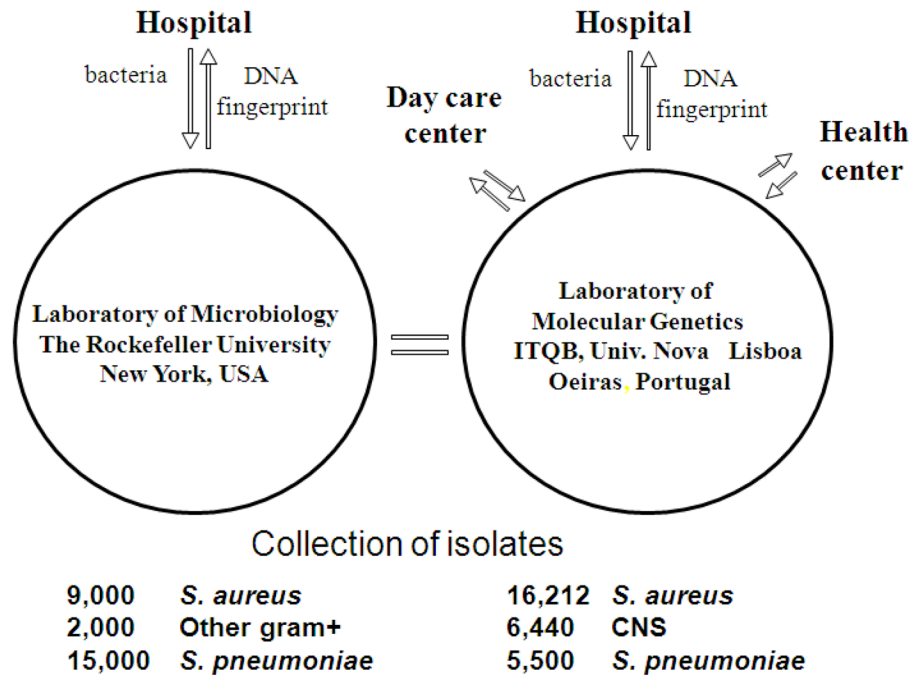 Hospital
bacteria
DNA
fingerprint
Hospital
bacteria
DNA
fingerprint
Day care
center
Health
center
Laboratory of Microbiology
The Rockefeller University
New York, USA
Laboratory of
Molecular Genetics
ITQB, Univ. Nova Lisboa
Oeiras, Portugal
Collection of isolates
9,000 S. aureus
2,000 Other gram+
15,000 S. pneumoniae
16,212 S. aureus
6,440 CNS
5,500 S. pneumoniae